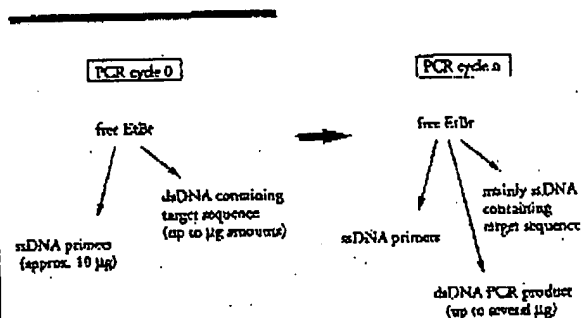 PCR cycle 0
free EtBr
dsDNA containing
target sequence
(up to µg amounts)
ssDNA primers
(approx. 10 µg)
PCR cycle n
free EtBr
mainly ssDNA
containing
target sequence
ssDNA primers
dsDNA PCR product
(up to several µg)